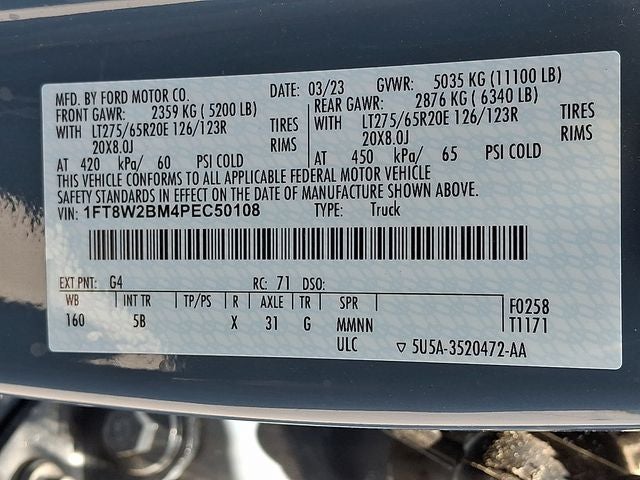 MFD. BY FORD MOTOR CO. DATE: 03/23 GVWR: 5035 KG (11100 LB)
FRONT GAWR: 2359 KG ( 5200 LB) REAR GAWR: 2876 KG ( 6340 LB)
WITH LT275/65R20E 126/123R TIRES WITH LT275/65R20E 126/123R TIRES
20X8.0J RIMS 20X8.0J RIMS
AT 420 kPa/ 60 PSI COLD AT 450 kPa/ 65 PSI COLD
THIS VEHICLE CONFORMS TO ALL APPLICABLE FEDERAL MOTOR VEHICLE
SAFETY STANDARDS IN EFFECT ON THE DATE OF MANUFACTURE SHOWN ABOVE.
VIN: 1FT8W2BM4PEC50108 TYPE: Truck
EXT PNT: G4 RC: 71 DSO:
WB INT TR TP/PS R AXLE TR SPR F0258
160 5B X 31 G MMNN T1171
ULC ▽ 5U5A-3520472-AA